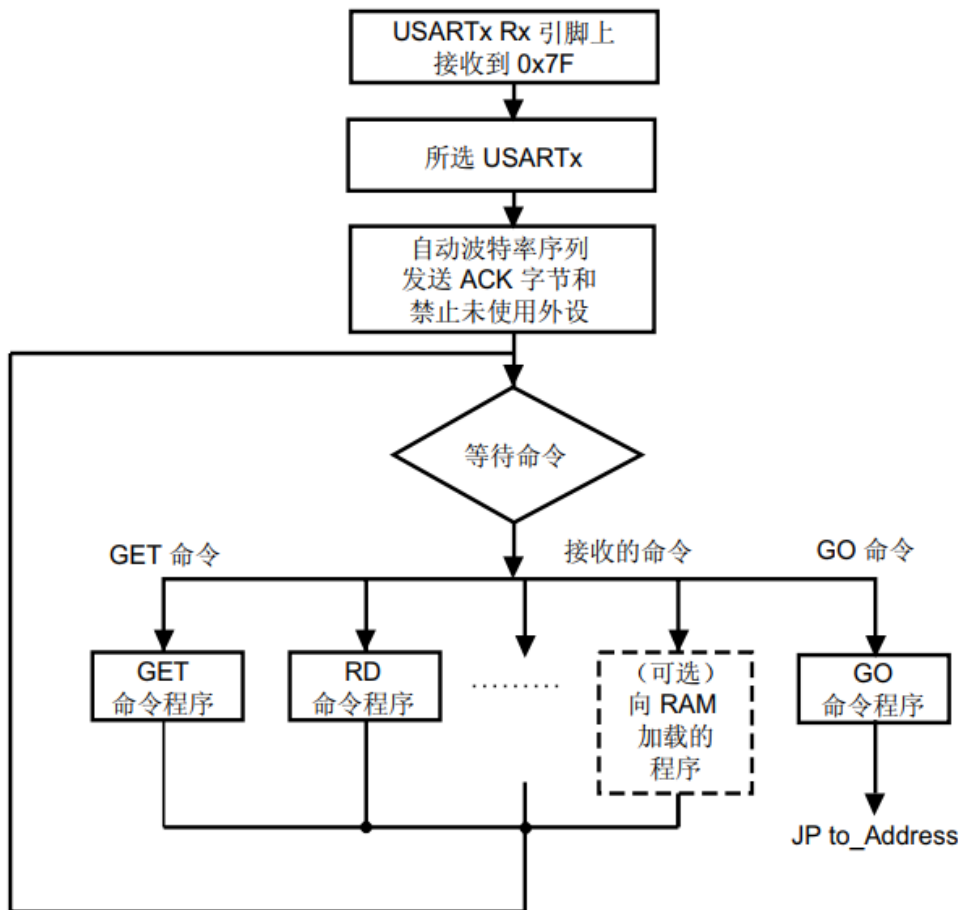 USARTx Rx 引脚上
接收到 0x7F
所选 USARTx
自动波特率序列
发送 ACK 字节和
禁止未使用外设
等待命令
GET 命令
接收的命令
GO 命令
GET
命令程序
RD
命令程序
............
（可选）
向 RAM
加载的
程序
GO
命令程序
JP to_Address